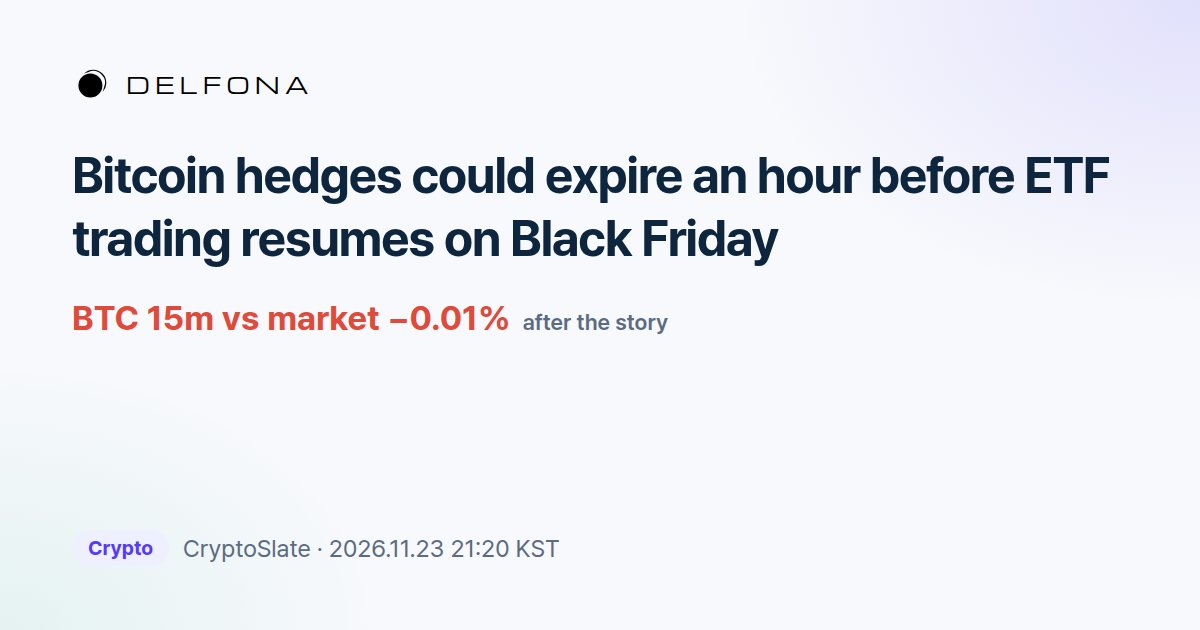 DELFONA
Bitcoin hedges could expire an hour before ETF
trading resumes on Black Friday
BTC 15m vs market −0.01% after the story
Crypto CryptoSlate · 2026.11.23 21:20 KST